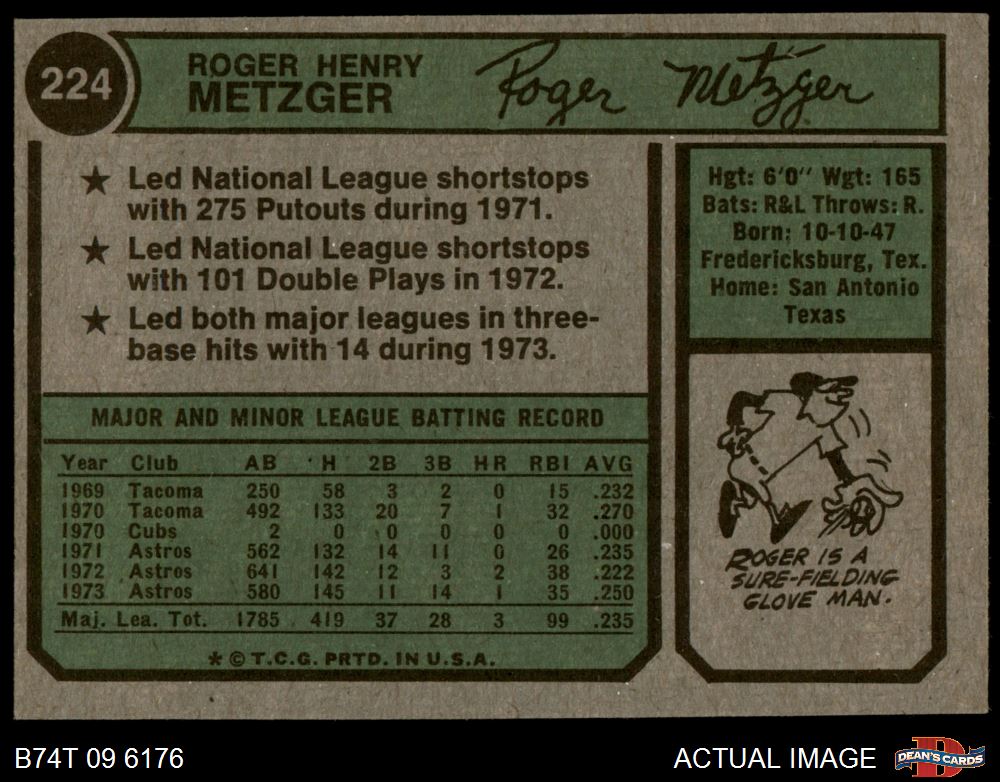 224
ROGER HENRY
METZGER
Roger Metzger
★ Led National League shortstops
with 275 Putouts during 1971.
★ Led National League shortstops
with 101 Double Plays in 1972.
★ Led both major leagues in three-
base hits with 14 during 1973.
Hgt: 6'0'' Wgt: 165
Bats: R&L Throws: R.
Born: 10-10-47
Fredericksburg, Tex.
Home: San Antonio
Texas
MAJOR AND MINOR LEAGUE BATTING RECORD
Year Club AB H 2B 3B HR RBI AVG
1969 Tacoma 250 58 3 2 0 15 .232
1970 Tacoma 492 133 20 7 1 32 .270
1970 Cubs 2 0 0 0 0 0 .000
1971 Astros 562 132 14 11 0 26 .235
1972 Astros 641 142 12 3 2 38 .222
1973 Astros 580 145 11 14 1 35 .250
Maj. Lea. Tot. 1785 419 37 28 3 99 .235
* © T.C.G. PRTD. IN U.S.A.
ROGER IS A
SURE-FIELDING
GLOVE MAN.
B74T 09 6176
ACTUAL IMAGE
D
DEAN'S CARDS